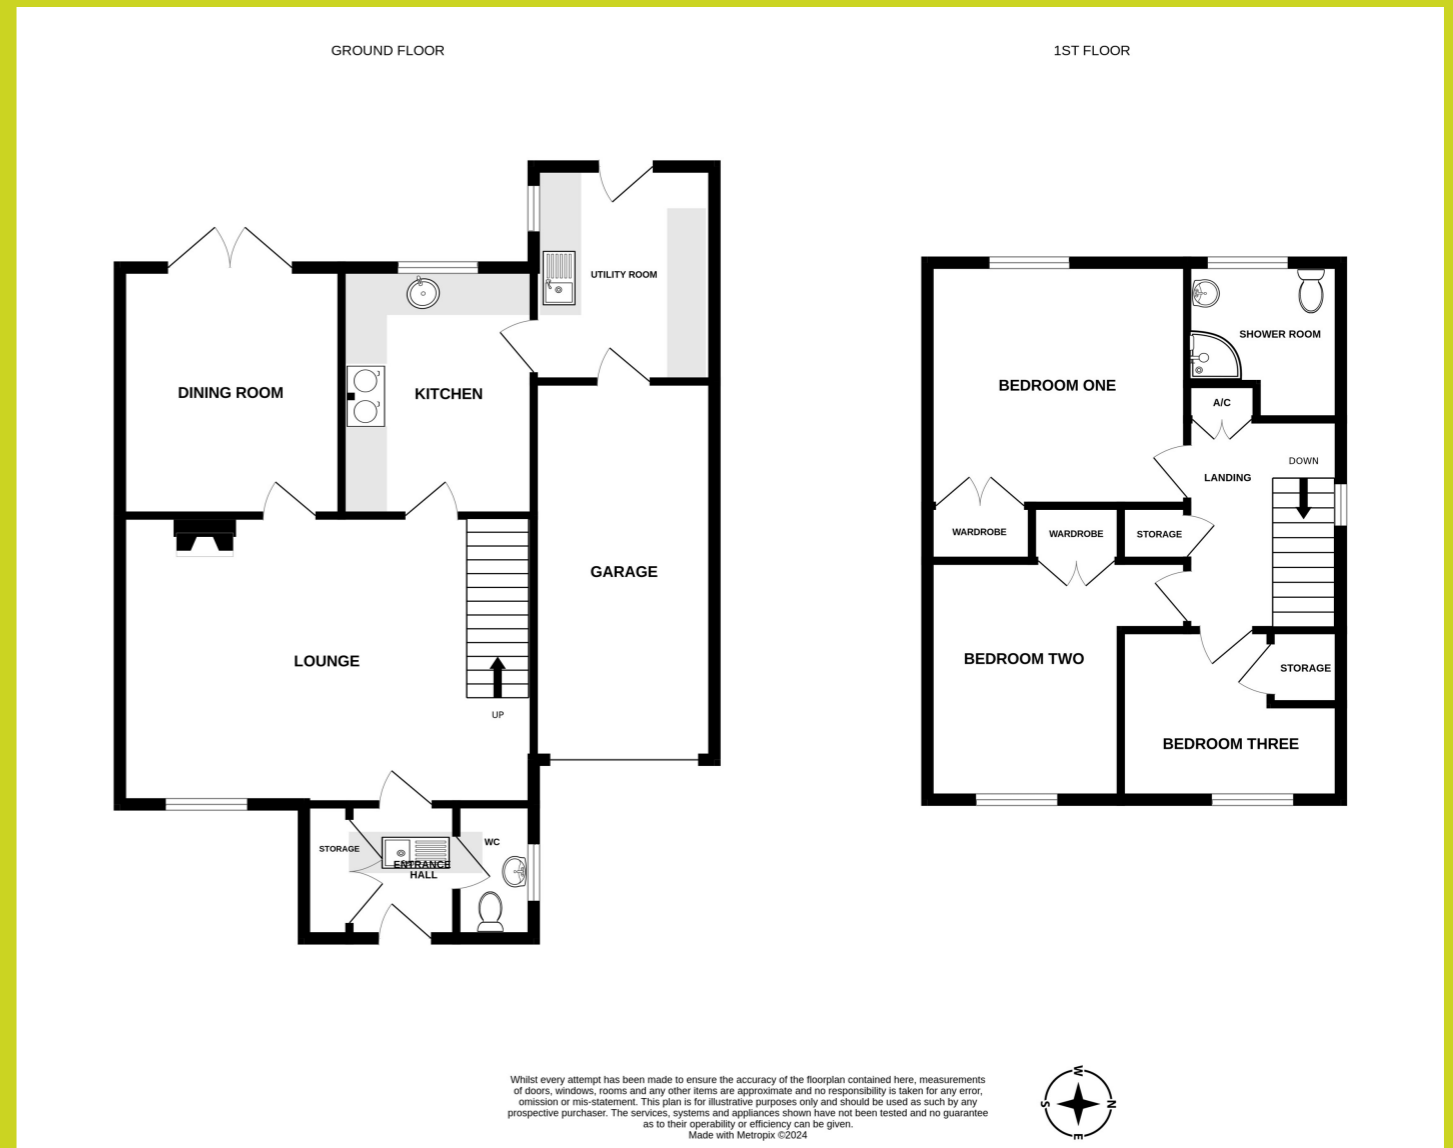 GROUND FLOOR
1ST FLOOR
UTILITY ROOM
DINING ROOM
KITCHEN
GARAGE
LOUNGE
UP
STORAGE
ENTRANCE
HALL
WC
BEDROOM ONE
SHOWER ROOM
A/C
LANDING
DOWN
WARDROBE
WARDROBE
STORAGE
BEDROOM TWO
STORAGE
BEDROOM THREE
Whilst every attempt has been made to ensure the accuracy of the floorplan contained here, measurements
of doors, windows, rooms and any other items are approximate and no responsibility is taken for any error,
omission or mis-statement. This plan is for illustrative purposes only and should be used as such by any
prospective purchaser. The services, systems and appliances shown have not been tested and no guarantee
as to their operability or efficiency can be given.
Made with Metropix ©2024
W
S
N
E